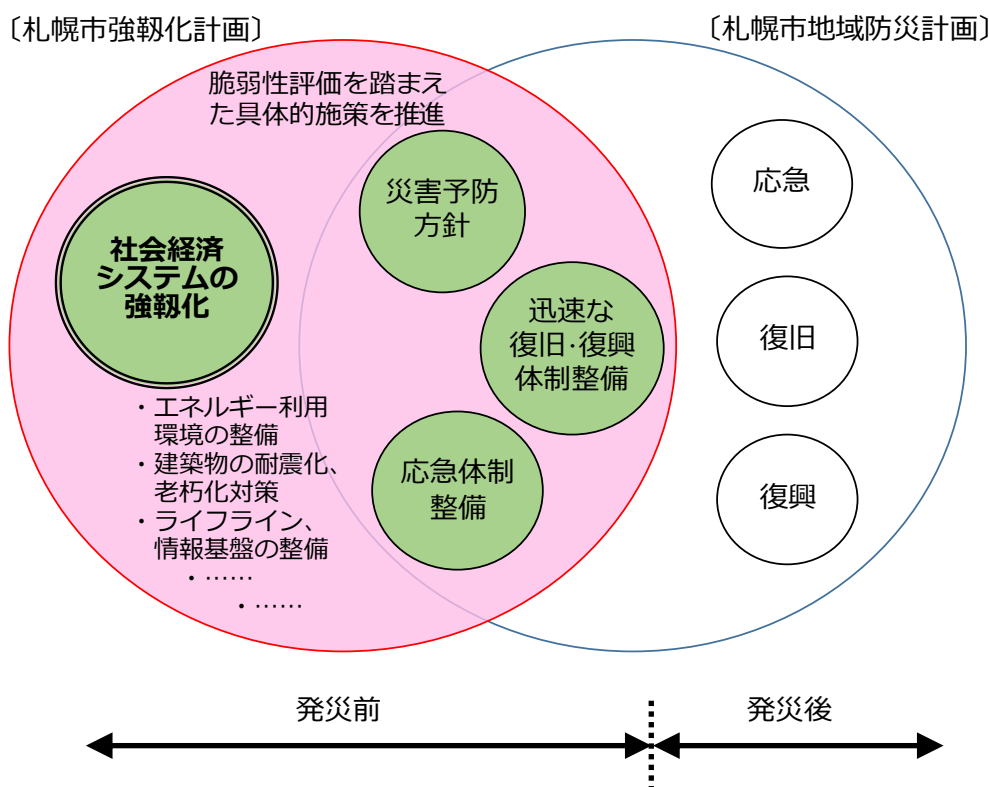 〔札幌市強靱化計画〕
〔札幌市地域防災計画〕
脆弱性評価を踏まえ
た具体的施策を推進
社会経済
システムの
強靱化
災害予防
方針
迅速な
復旧・復興
体制整備
応急体制
整備
・エネルギー利用
環境の整備
・建築物の耐震化、
老朽化対策
・ライフライン、
情報基盤の整備
・……
・……
応急
復旧
復興
発災前
発災後